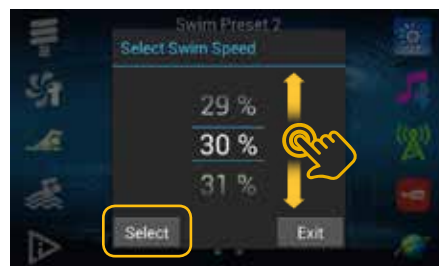 Swim Preset 2
Select Swim Speed
29 %
30 %
31 %
Select
Exit